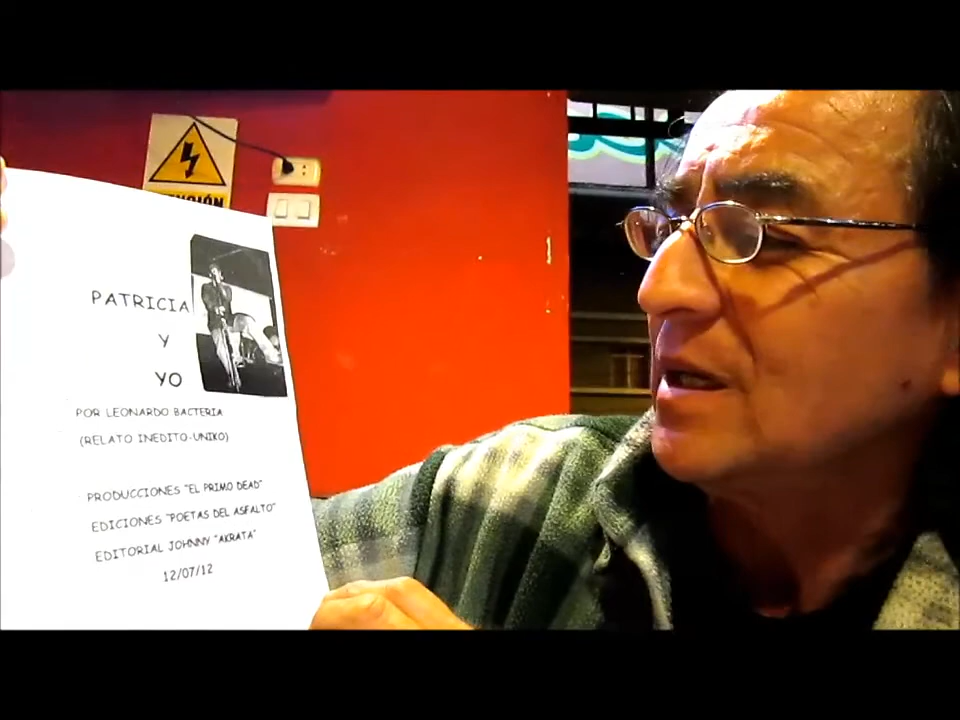 ATENCIÓN
PATRICIA
Y
YO
POR LEONARDO BACTERIA
(RELATO INEDITO-UNIKO)
PRODUCCIONES "EL PRIMO DEAD"
EDICIONES "POETAS DEL ASFALTO"
EDITORIAL JOHNNY "AKRATA"
12/07/12